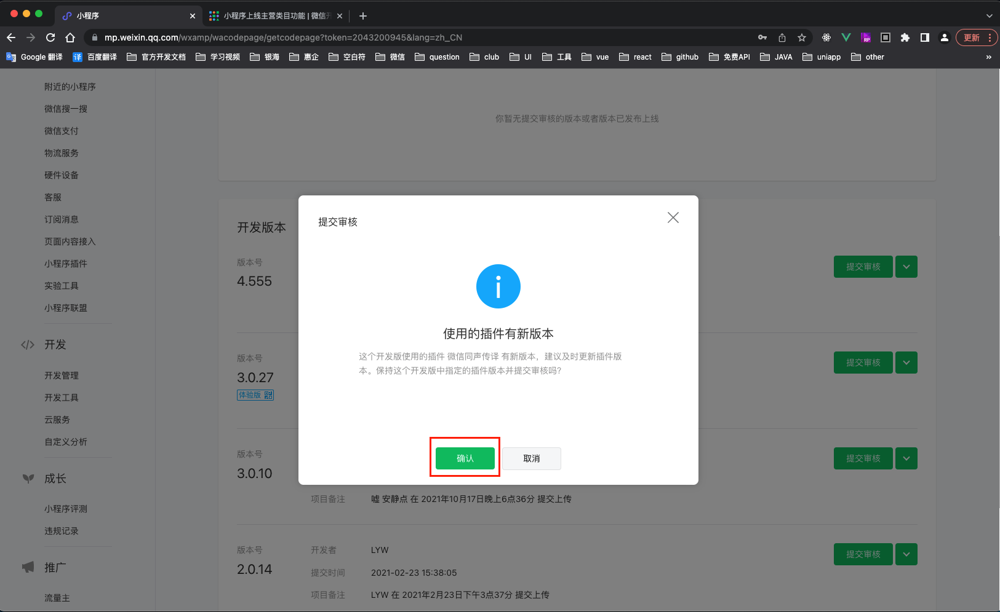 小程序
小程序上线主营类目功能 | 微信开
mp.weixin.qq.com/wxamp/wacodepage/getcodepage?token=2043200945&lang=zh_CN
更新
Google 翻译
译 百度翻译
官方开发文档
学习视频
银海
惠企
空白符
微信
question
club
UI
工具
vue
react
github
免费API
JAVA
uniapp
other
»
附近的小程序
微信搜一搜
微信支付
物流服务
硬件设备
客服
订阅消息
页面内容接入
小程序插件
实验工具
小程序联盟
开发
开发管理
开发工具
云服务
自定义分析
成长
小程序评测
违规记录
推广
流量主
你暂无提交审核的版本或者版本已发布上线
开发版本
版本号
4.555
提交审核
版本号
3.0.27
体验版
提交审核
版本号
3.0.10
提交审核
项目备注 嘘 安静点 在 2021年10月17日晚上6点36分 提交上传
版本号
2.0.14
开发者 LYW
提交时间 2021-02-23 15:38:05
项目备注 LYW 在 2021年2月23日下午3点37分 提交上传
提交审核
提交审核
使用的插件有新版本
这个开发版使用的插件 微信同声传译 有新版本，建议及时更新插件版
本。保持这个开发版中指定的插件版本并提交审核吗?
确认
取消